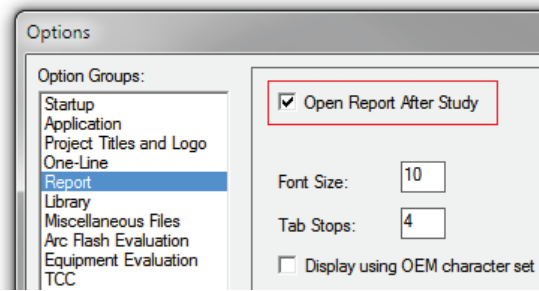 Options
Option Groups:
Startup
Application
Project Titles and Logo
One-Line
Report
Library
Miscellaneous Files
Arc Flash Evaluation
Equipment Evaluation
TCC
Open Report After Study
Font Size: 10
Tab Stops: 4
Display using OEM character set